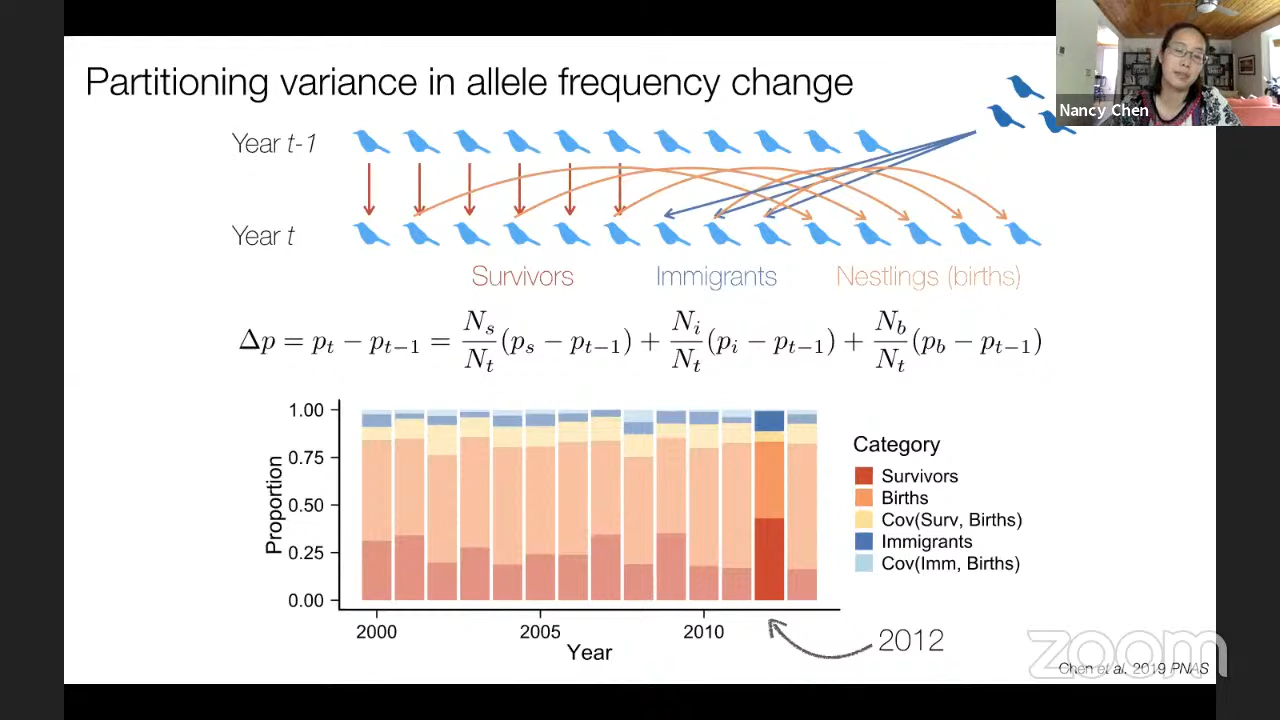 Partitioning variance in allele frequency change
Nancy Chen
Year t-1
Year t
Survivors Immigrants Nestlings (births)
Δp = p_t − p_{t−1} = N_s/N_t (p_s − p_{t−1}) + N_i/N_t (p_i − p_{t−1}) + N_b/N_t (p_b − p_{t−1})
1.00
0.75
0.50
0.25
0.00
Proportion
2000 2005 2010
Year
2012
Category
Survivors
Births
Cov(Surv, Births)
Immigrants
Cov(Imm, Births)
zoom
Chen et al. 2019 PNAS